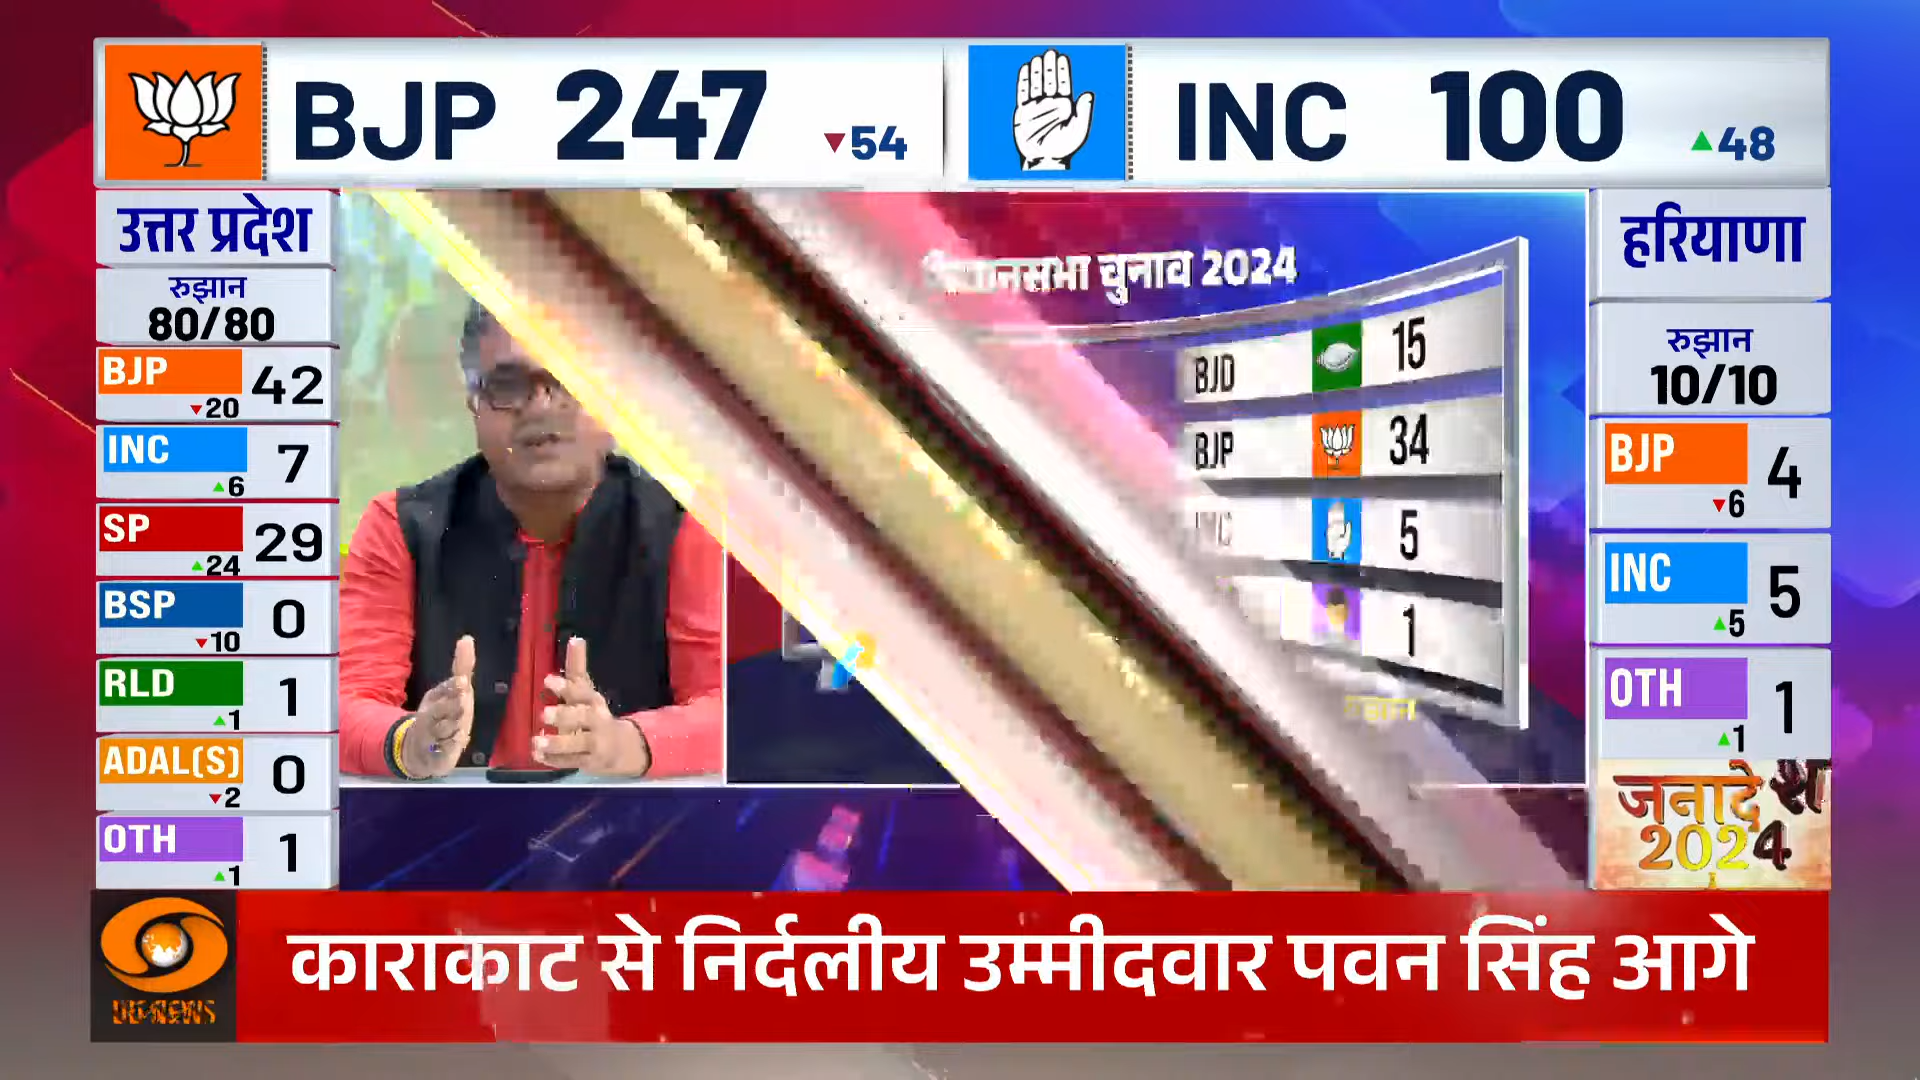 BJP 247 ▼54
INC 100 ▲48
उत्तर प्रदेश
रुझान
80/80
BJP 42
▼20
INC 7
▲6
SP 29
▲24
BSP 0
▼10
RLD 1
▲1
ADAL(S) 0
▼2
OTH 1
▲1
चुनाव 2024
BJD 15
BJP 34
5
1
हरियाणा
रुझान
10/10
BJP 4
▼6
INC 5
▲5
OTH 1
▲1
जनादेश
2024
NEWS
काराकाट से निर्दलीय उम्मीदवार पवन सिंह आगे